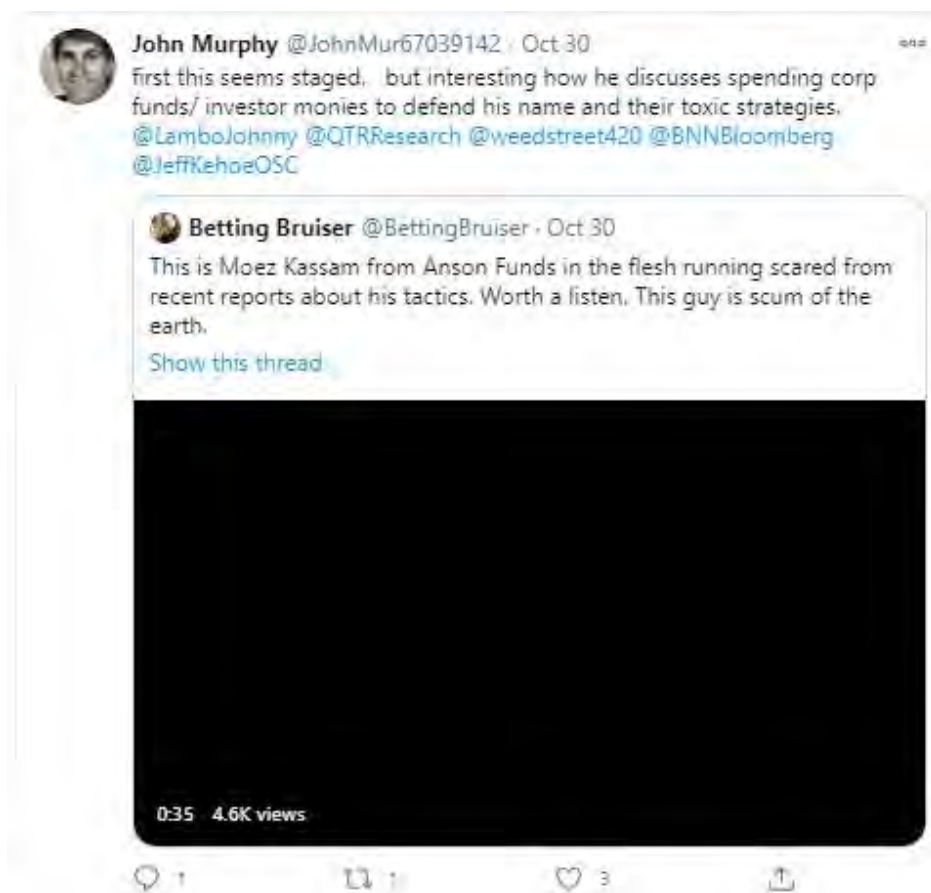 John Murphy @JohnMur67039142 · Oct 30
first this seems staged. but interesting how he discusses spending corp
funds/ investor monies to defend his name and their toxic strategies.
@LamboJohnny @QTRResearch @weedstreet420 @BNNBloomberg
@JeffKehoeOSC
Betting Bruiser @BettingBruiser · Oct 30
This is Moez Kassam from Anson Funds in the flesh running scared from
recent reports about his tactics. Worth a listen. This guy is scum of the
earth.
Show this thread
0:35 4.6K views
1 1 3